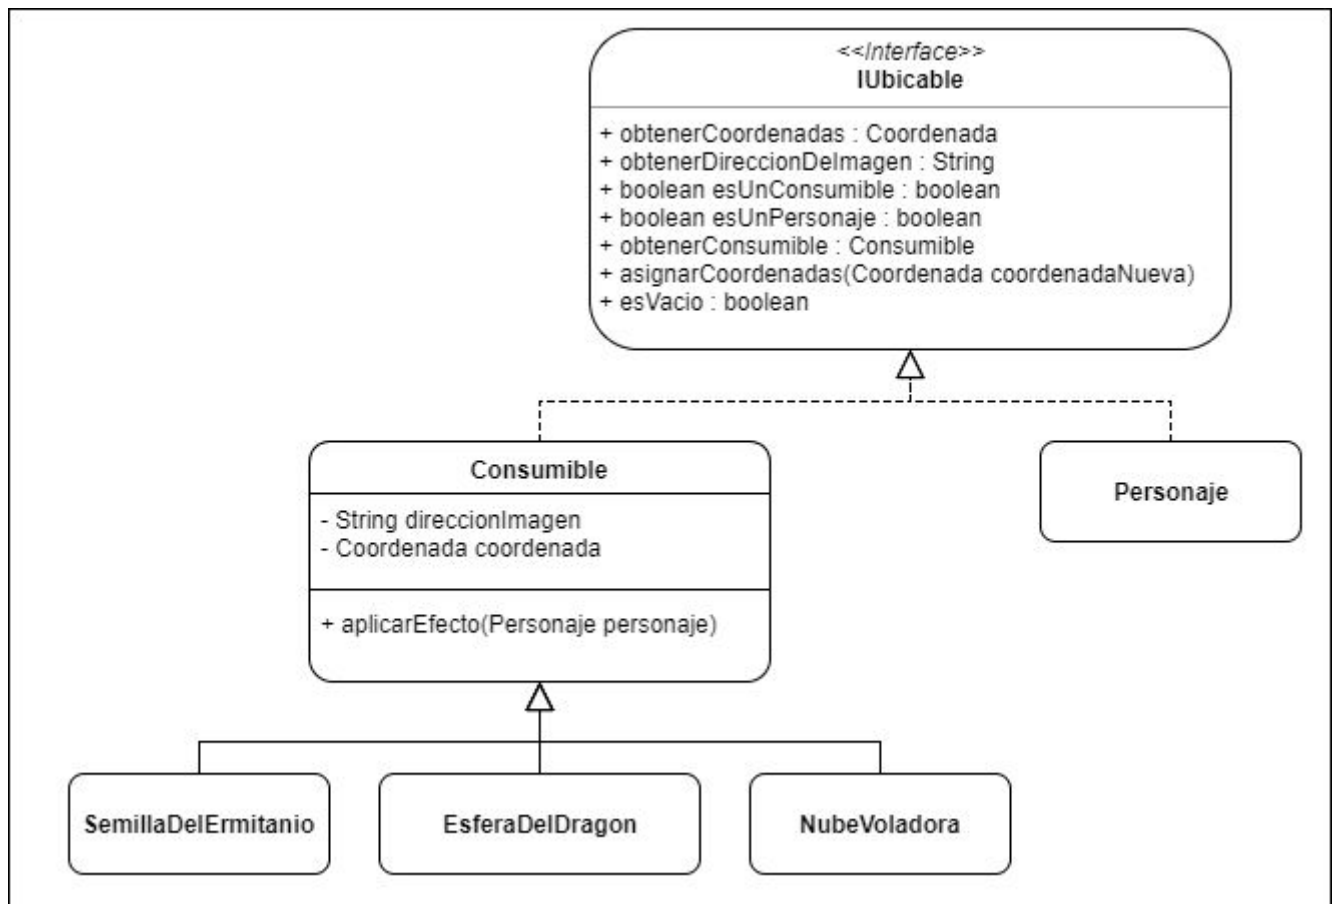 <<Interface>>
IUbicable
+ obtenerCoordenadas : Coordenada
+ obtenerDireccionDeImagen : String
+ boolean esUnConsumible : boolean
+ boolean esUnPersonaje : boolean
+ obtenerConsumible : Consumible
+ asignarCoordenadas(Coordenada coordenadaNueva)
+ esVacio : boolean
Consumible
- String direccionImagen
- Coordenada coordenada
+ aplicarEfecto(Personaje personaje)
Personaje
SemillaDelErmitanio
EsferaDelDragon
NubeVoladora